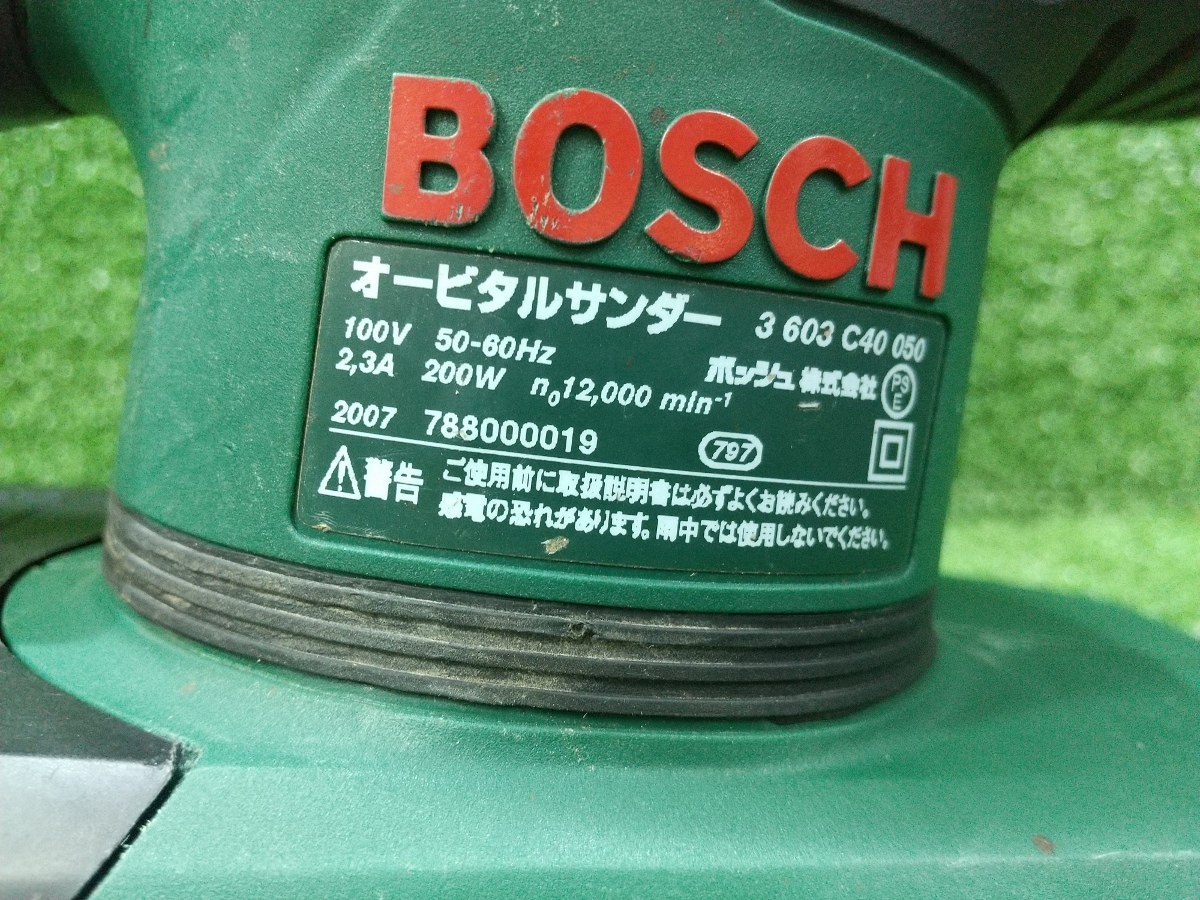 BOSCH
オービタルサンダー 3 603 C40 050
100V 50-60Hz ボッシュ株式会社 PSE
2,3A 200W n₀12,000 min⁻¹
2007 788000019 797
警告 ご使用前に取扱説明書は必ずよくお読みください。
感電の恐れがあります。雨中では使用しないでください。